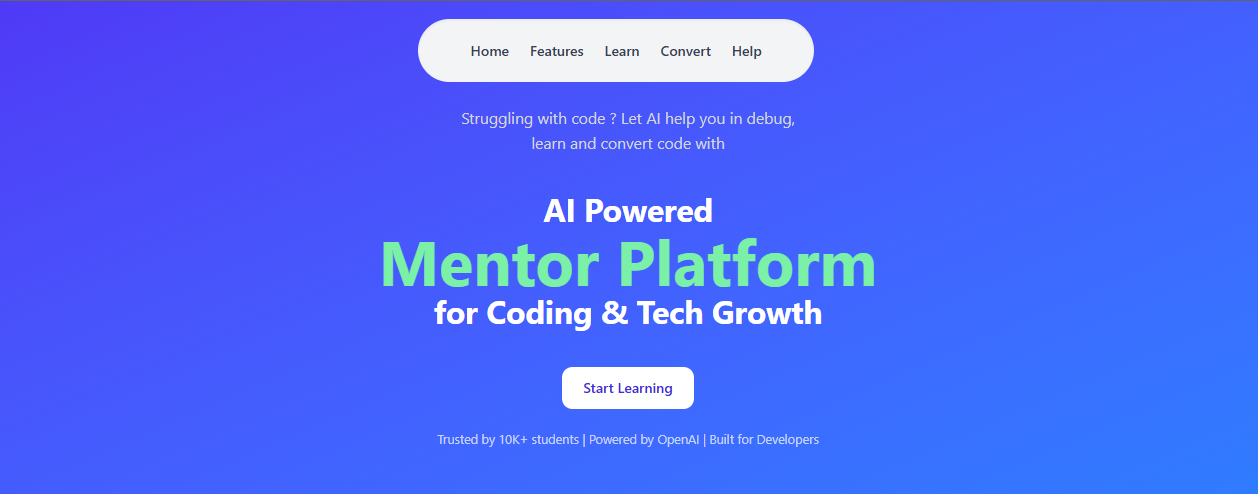 Home Features Learn Convert Help
Struggling with code ? Let AI help you in debug,
learn and convert code with
AI Powered
Mentor Platform
for Coding & Tech Growth
Start Learning
Trusted by 10K+ students | Powered by OpenAI | Built for Developers